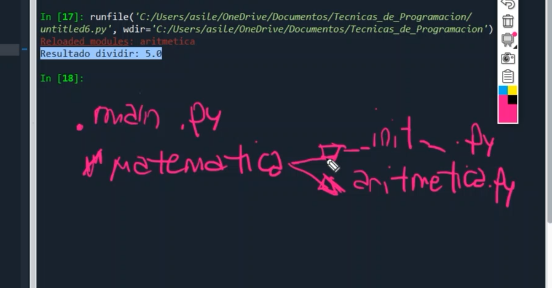 In [17]: runfile('C:/Users/asile/OneDrive/Documentos/Tecnicas_de_Programacion/
untitled6.py', wdir='C:/Users/asile/OneDrive/Documentos/Tecnicas_de_Programacion')
Reloaded modules: aritmetica
Resultado dividir: 5.0
In [18]:
. main .py
matematica
__init__.py
aritmetica.py